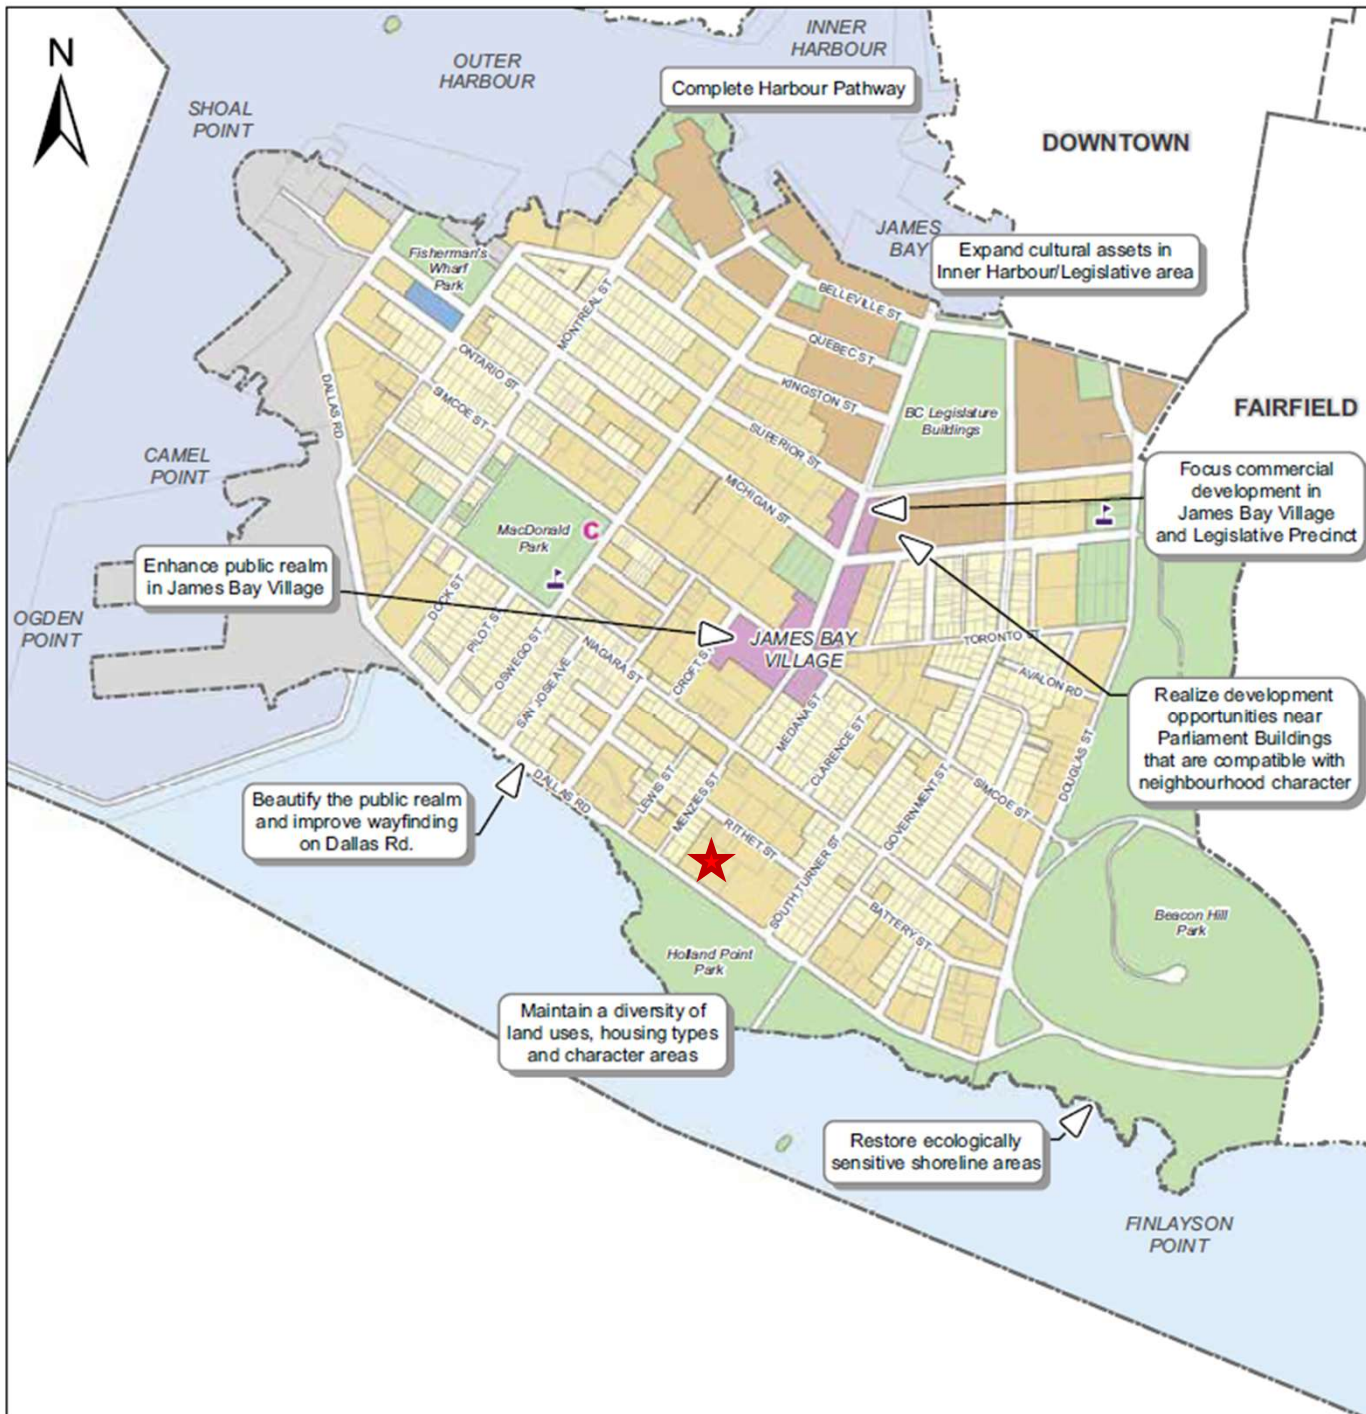 N
OUTER
HARBOUR
INNER
HARBOUR
Complete Harbour Pathway
SHOAL
POINT
DOWNTOWN
JAMES
BAY
Expand cultural assets in
Inner Harbour/Legislative area
Fisherman's
Wharf
Park
MONTREAL ST
BELLEVILLE ST
QUEBEC ST
KINGSTON ST
ONTARIO ST
SIMCOE ST
DALLAS RD
SUPERIOR ST
MICHIGAN ST
BC Legislature
Buildings
FAIRFIELD
CAMEL
POINT
Focus commercial
development in
James Bay Village
and Legislative Precinct
MacDonald
Park
C
Enhance public realm
in James Bay Village
OGDEN
POINT
DOCK ST
PILOT ST
OSWEGO ST
SAN JOSE AVE
NIAGARA ST
CROFT ST
JAMES BAY
VILLAGE
TORONTO ST
AVALON RD
MEDANA ST
CLARENCE ST
Realize development
opportunities near
Parliament Buildings
that are compatible with
neighbourhood character
DOUGLAS ST
SIMCOE ST
GOVERNMENT ST
Beautify the public realm
and improve wayfinding
on Dallas Rd.
DALLAS RD
LEWIS ST
MENZIES ST
RITHET ST
SOUTH TURNER ST
BATTERY ST
Beacon Hill
Park
Holland Point
Park
Maintain a diversity of
land uses, housing types
and character areas
Restore ecologically
sensitive shoreline areas
FINLAYSON
POINT